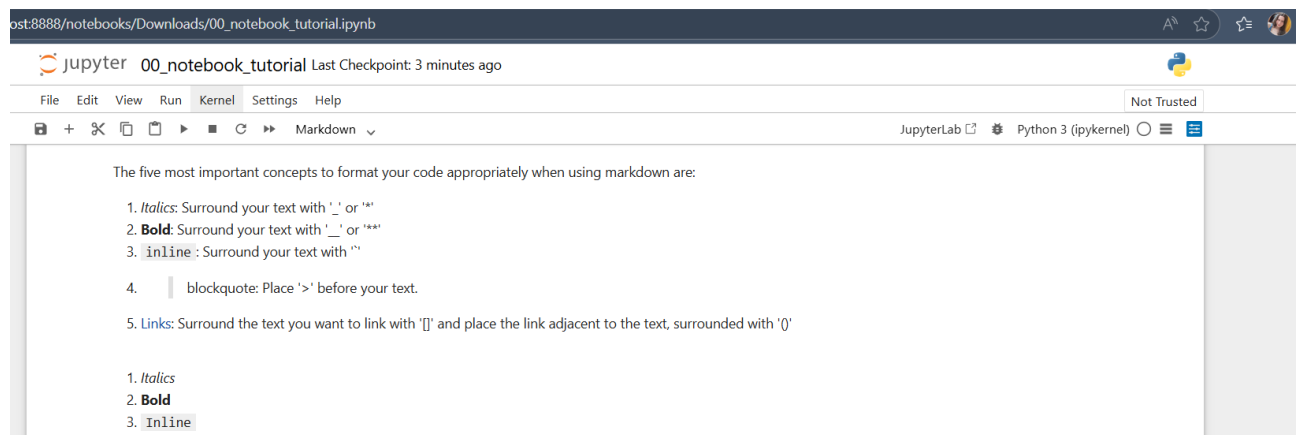 ost:8888/notebooks/Downloads/00_notebook_tutorial.ipynb
jupyter 00_notebook_tutorial Last Checkpoint: 3 minutes ago
File Edit View Run Kernel Settings Help Not Trusted
Markdown JupyterLab Python 3 (ipykernel)
The five most important concepts to format your code appropriately when using markdown are:
1. Italics: Surround your text with '_' or '*'
2. Bold: Surround your text with '__' or '**'
3. inline : Surround your text with '`'
4. blockquote: Place '>' before your text.
5. Links: Surround the text you want to link with '[]' and place the link adjacent to the text, surrounded with '()'
1. Italics
2. Bold
3. Inline